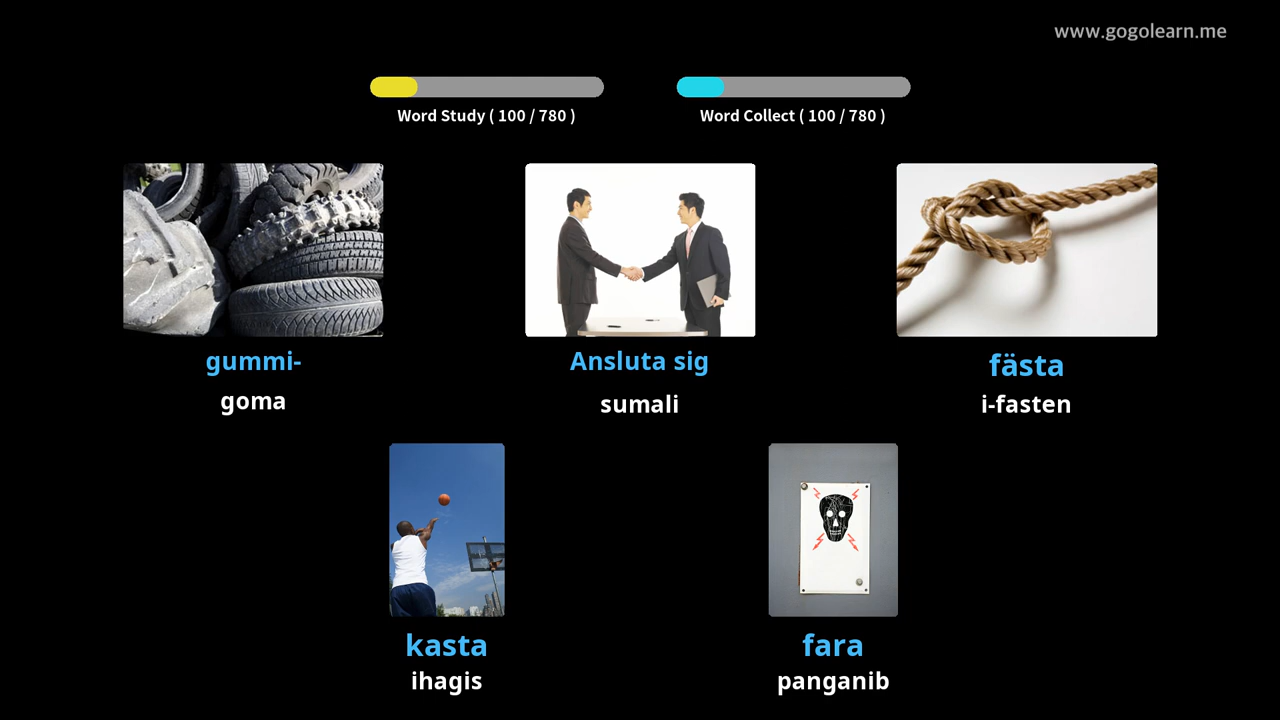 www.gogolearn.me
Word Study ( 100 / 780 )
Word Collect ( 100 / 780 )
gummi-
goma
Ansluta sig
sumali
fästa
i-fasten
kasta
ihagis
fara
panganib